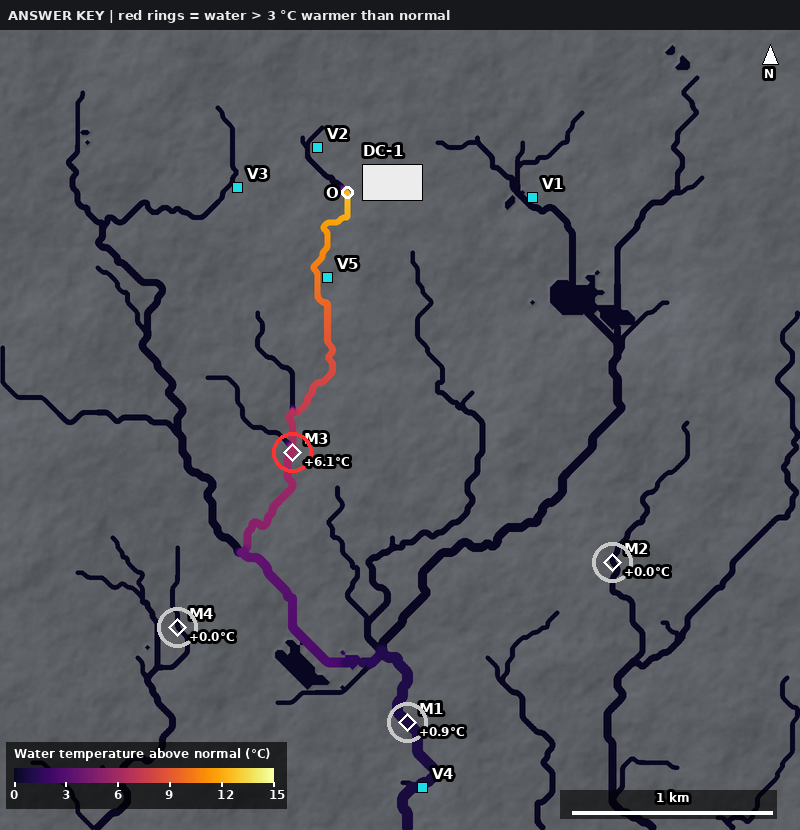 ANSWER KEY | red rings = water > 3 °C warmer than normal
N
V2
DC-1
V3
O
V1
V5
M3
+6.1°C
M2
+0.0°C
M4
+0.0°C
M1
+0.9°C
V4
Water temperature above normal (°C)
0 3 6 9 12 15
1 km